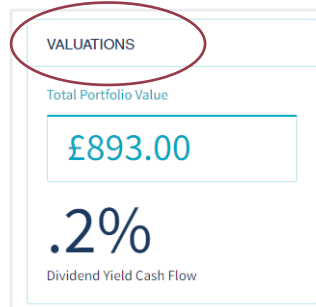 VALUATIONS
Total Portfolio Value
£893.00
.2%
Dividend Yield Cash Flow